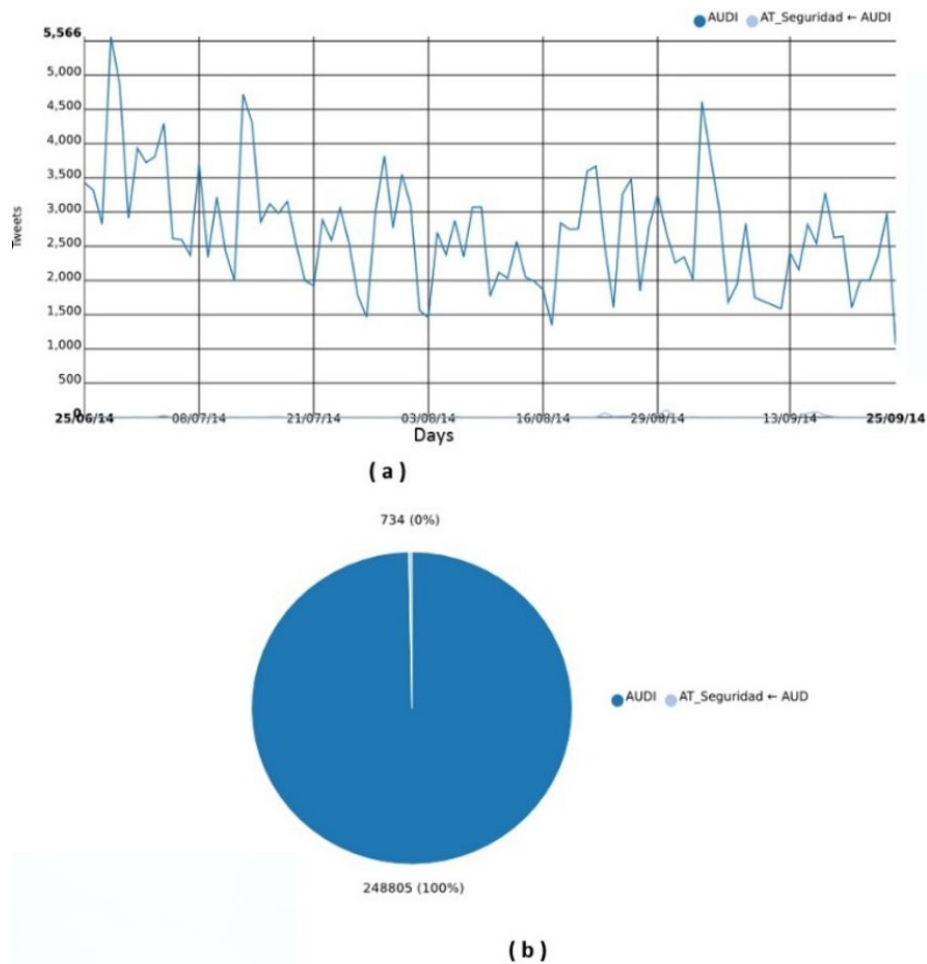 AUDI AT_Seguridad ← AUDI
5,566
5,000
4,500
4,000
3,500
3,000
2,500
2,000
1,500
1,000
500
0
Tweets
25/06/14 08/07/14 21/07/14 03/08/14 16/08/14 29/08/14 13/09/14 25/09/14
Days
( a )
734 (0%)
AUDI AT_Seguridad ← AUD
248805 (100%)
( b )